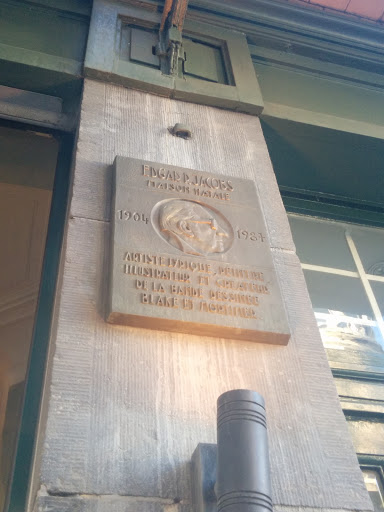 EDGAR P. JACOBS
MAISON NATALE
1904 1987
ARTISTE LYRIQUE, PEINTRE
ILLUSTRATEUR ET CREATEUR
DE LA BANDE DESSINEE
BLAKE ET MORTIMER.